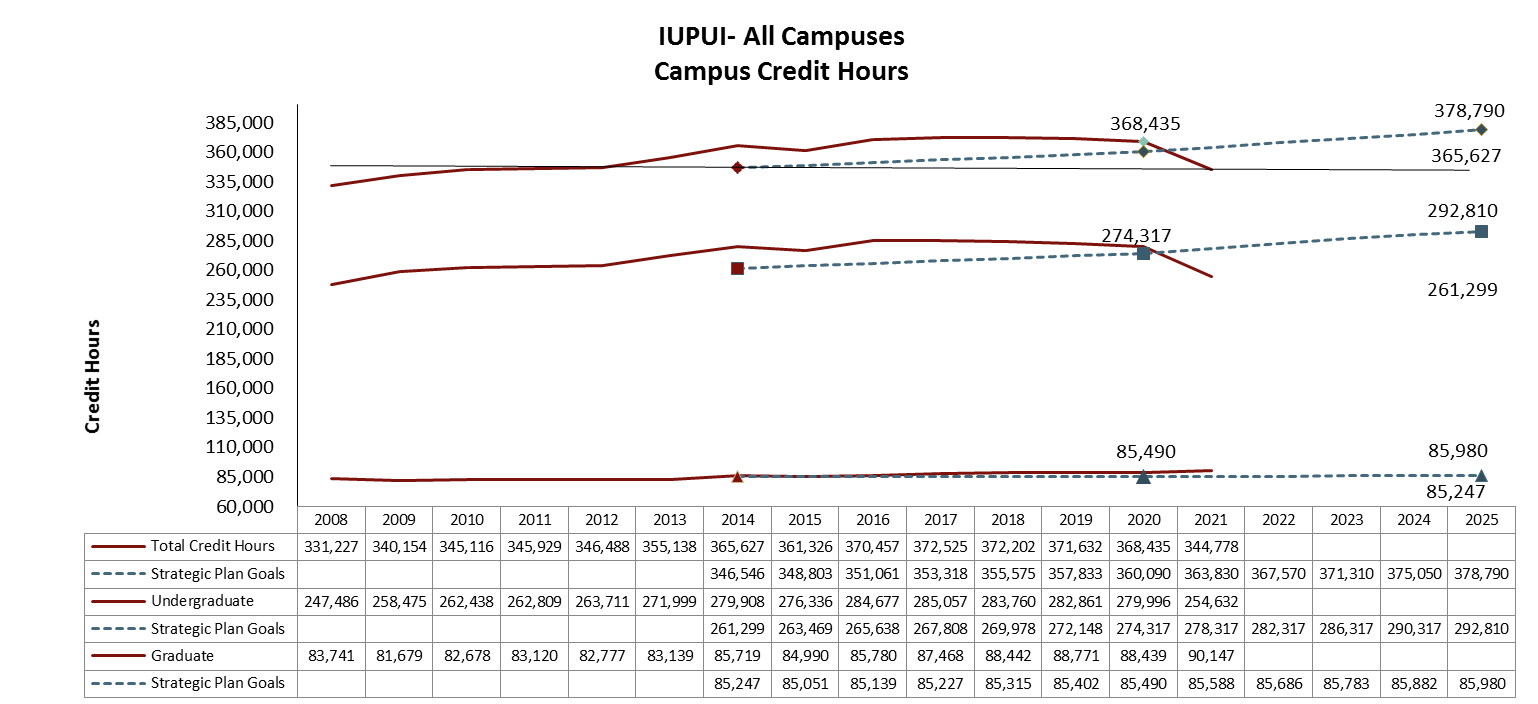 IUPUI- All Campuses
Campus Credit Hours
Credit Hours
385,000
360,000
335,000
310,000
285,000
260,000
235,000
210,000
185,000
160,000
135,000
110,000
85,000
60,000
368,435
378,790
365,627
274,317
292,810
261,299
85,490
85,980
85,247
2008 2009 2010 2011 2012 2013 2014 2015 2016 2017 2018 2019 2020 2021 2022 2023 2024 2025
Total Credit Hours 331,227 340,154 345,116 345,929 346,488 355,138 365,627 361,326 370,457 372,525 372,202 371,632 368,435 344,778
Strategic Plan Goals 346,546 348,803 351,061 353,318 355,575 357,833 360,090 363,830 367,570 371,310 375,050 378,790
Undergraduate 247,486 258,475 262,438 262,809 263,711 271,999 279,908 276,336 284,677 285,057 283,760 282,861 279,996 254,632
Strategic Plan Goals 261,299 263,469 265,638 267,808 269,978 272,148 274,317 278,317 282,317 286,317 290,317 292,810
Graduate 83,741 81,679 82,678 83,120 82,777 83,139 85,719 84,990 85,780 87,468 88,442 88,771 88,439 90,147
Strategic Plan Goals 85,247 85,051 85,139 85,227 85,315 85,402 85,490 85,588 85,686 85,783 85,882 85,980